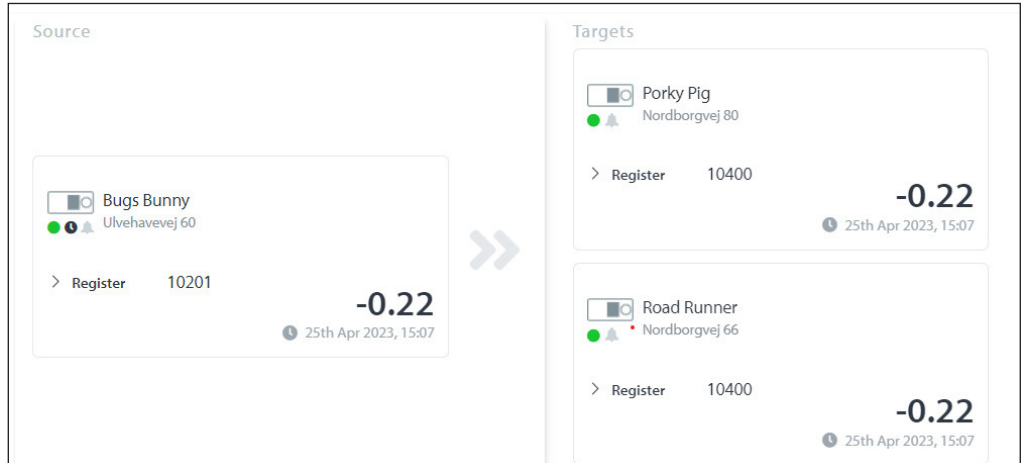 Source
Bugs Bunny
Ulvehavevej 60
Register 10201
-0.22
25th Apr 2023, 15:07
Targets
Porky Pig
Nordborgvej 80
Register 10400
-0.22
25th Apr 2023, 15:07
Road Runner
Nordborgvej 66
Register 10400
-0.22
25th Apr 2023, 15:07